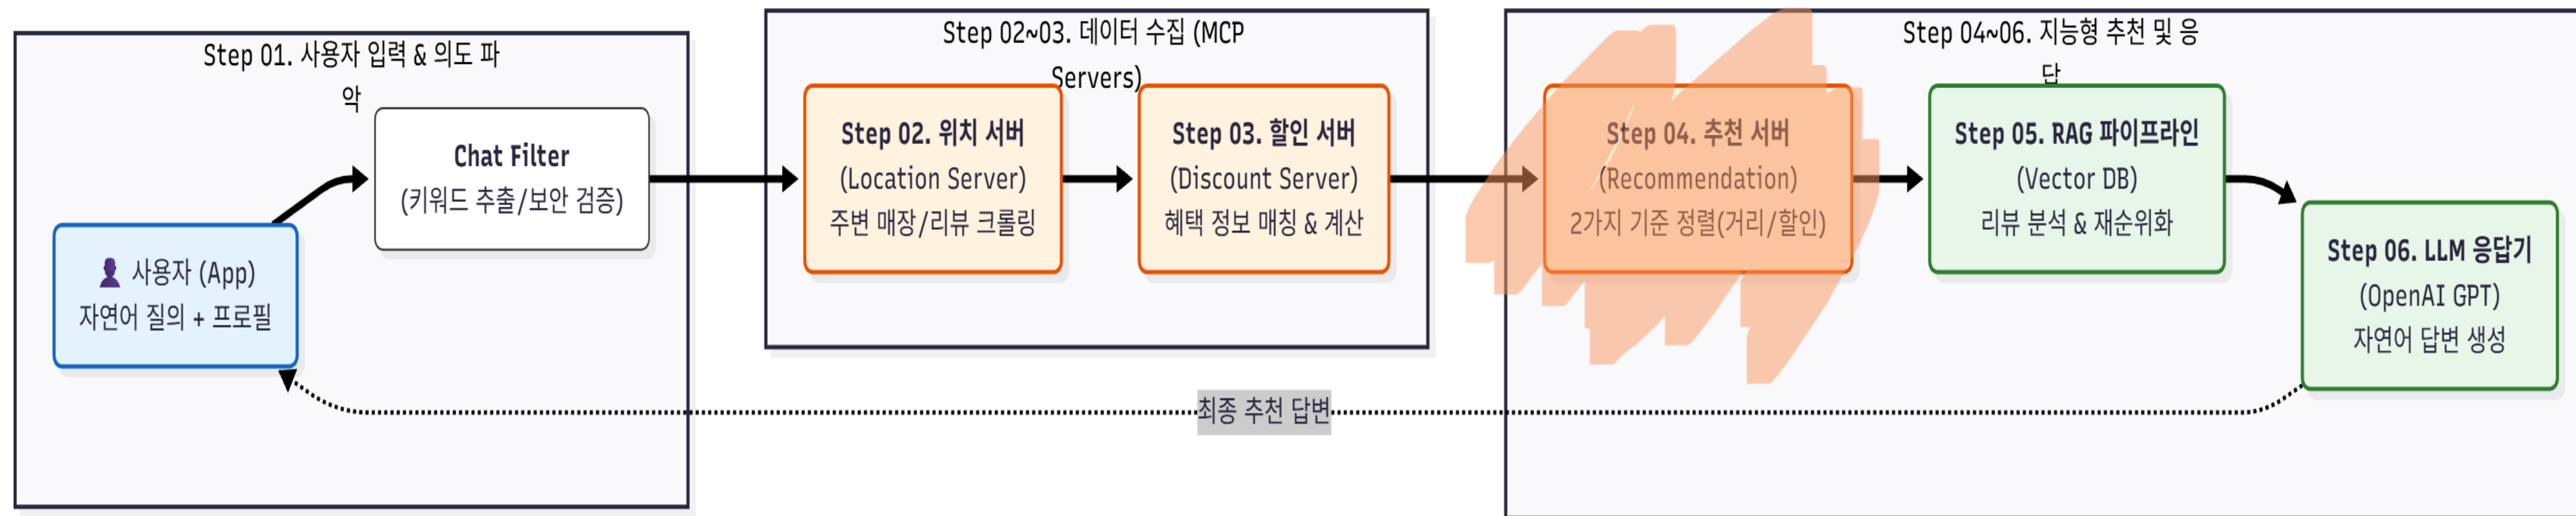 Step 01. 사용자 입력 & 의도 파
악
👤 사용자 (App)
자연어 질의 + 프로필
Chat Filter
(키워드 추출/보안 검증)
Step 02~03. 데이터 수집 (MCP
Servers)
Step 02. 위치 서버
(Location Server)
주변 매장/리뷰 크롤링
Step 03. 할인 서버
(Discount Server)
혜택 정보 매칭 & 계산
Step 04~06. 지능형 추천 및 응
답
Step 04. 추천 서버
(Recommendation)
2가지 기준 정렬(거리/할인)
Step 05. RAG 파이프라인
(Vector DB)
리뷰 분석 & 재순위화
Step 06. LLM 응답기
(OpenAI GPT)
자연어 답변 생성
최종 추천 답변